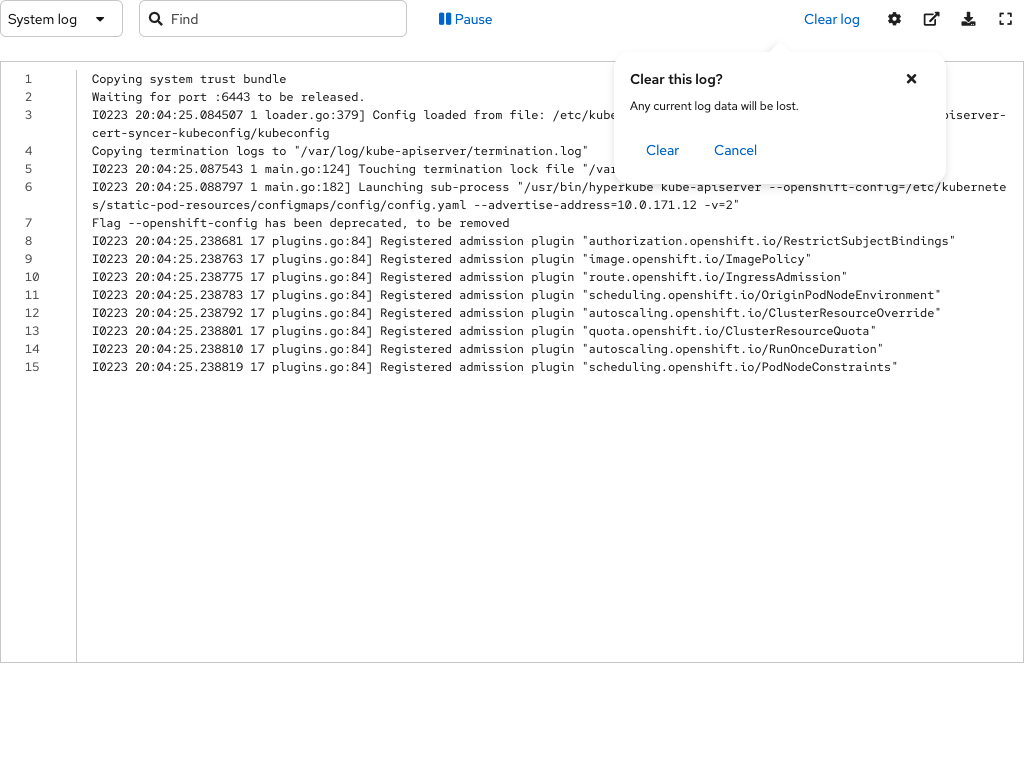 System log
Find
Pause
Clear log
Clear this log?
Any current log data will be lost.
Clear
Cancel
1 Copying system trust bundle
2 Waiting for port :6443 to be released.
3 I0223 20:04:25.084507 1 loader.go:379] Config loaded from file: /etc/kube
cert-syncer-kubeconfig/kubeconfig
4 Copying termination logs to "/var/log/kube-apiserver/termination.log"
5 I0223 20:04:25.087543 1 main.go:124] Touching termination lock file "/var
6 I0223 20:04:25.088797 1 main.go:182] Launching sub-process "/usr/bin/hyperkube kube-apiserver --openshift-config=/etc/kubernete
s/static-pod-resources/configmaps/config/config.yaml --advertise-address=10.0.171.12 -v=2"
7 Flag --openshift-config has been deprecated, to be removed
8 I0223 20:04:25.238681 17 plugins.go:84] Registered admission plugin "authorization.openshift.io/RestrictSubjectBindings"
9 I0223 20:04:25.238763 17 plugins.go:84] Registered admission plugin "image.openshift.io/ImagePolicy"
10 I0223 20:04:25.238775 17 plugins.go:84] Registered admission plugin "route.openshift.io/IngressAdmission"
11 I0223 20:04:25.238783 17 plugins.go:84] Registered admission plugin "scheduling.openshift.io/OriginPodNodeEnvironment"
12 I0223 20:04:25.238792 17 plugins.go:84] Registered admission plugin "autoscaling.openshift.io/ClusterResourceOverride"
13 I0223 20:04:25.238801 17 plugins.go:84] Registered admission plugin "quota.openshift.io/ClusterResourceQuota"
14 I0223 20:04:25.238810 17 plugins.go:84] Registered admission plugin "autoscaling.openshift.io/RunOnceDuration"
15 I0223 20:04:25.238819 17 plugins.go:84] Registered admission plugin "scheduling.openshift.io/PodNodeConstraints"